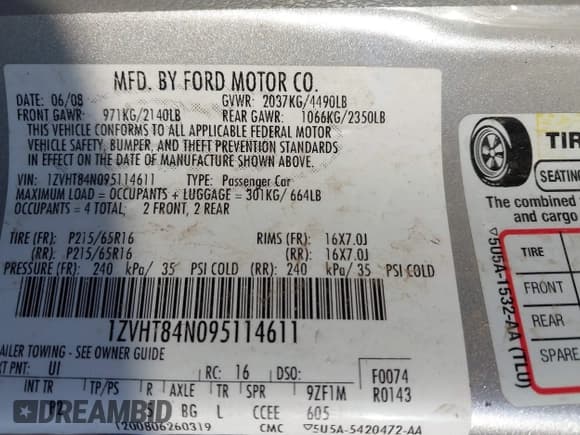 MFD. BY FORD MOTOR CO.
DATE: 06/08 GVWR: 2037KG/4490LB
FRONT GAWR: 971KG/2140LB REAR GAWR: 1066KG/2350LB
THIS VEHICLE CONFORMS TO ALL APPLICABLE FEDERAL MOTOR
VEHICLE SAFETY, BUMPER, AND THEFT PREVENTION STANDARDS
IN EFFECT ON THE DATE OF MANUFACTURE SHOWN ABOVE.
VIN: 1ZVHT84N095114611 TYPE: Passenger Car
MAXIMUM LOAD = OCCUPANTS + LUGGAGE = 301KG/ 664LB
OCCUPANTS = 4 TOTAL, 2 FRONT, 2 REAR
TIRE (FR): P215/65R16 RIMS (FR): 16X7.0J
(RR): P215/65R16 (RR): 16X7.0J
PRESSURE (FR): 240 kPa/ 35 PSI COLD (RR): 240 kPa/ 35 PSI COLD
1ZVHT84N095114611
AILER TOWING - SEE OWNER GUIDE
PNT: UI RC: 16 DSO: F0074
INT TR TP/PS R AXLE TR SPR 9ZF1M R0143
5 BG L CCEE 605
(200806260319 CMC 5U5A-5420472-AA
TIR
SEATING
The combined
and cargo
TIRE
FRONT
REAR
SPARE
5U5A-1532-AA (TLU)
DREAMBID